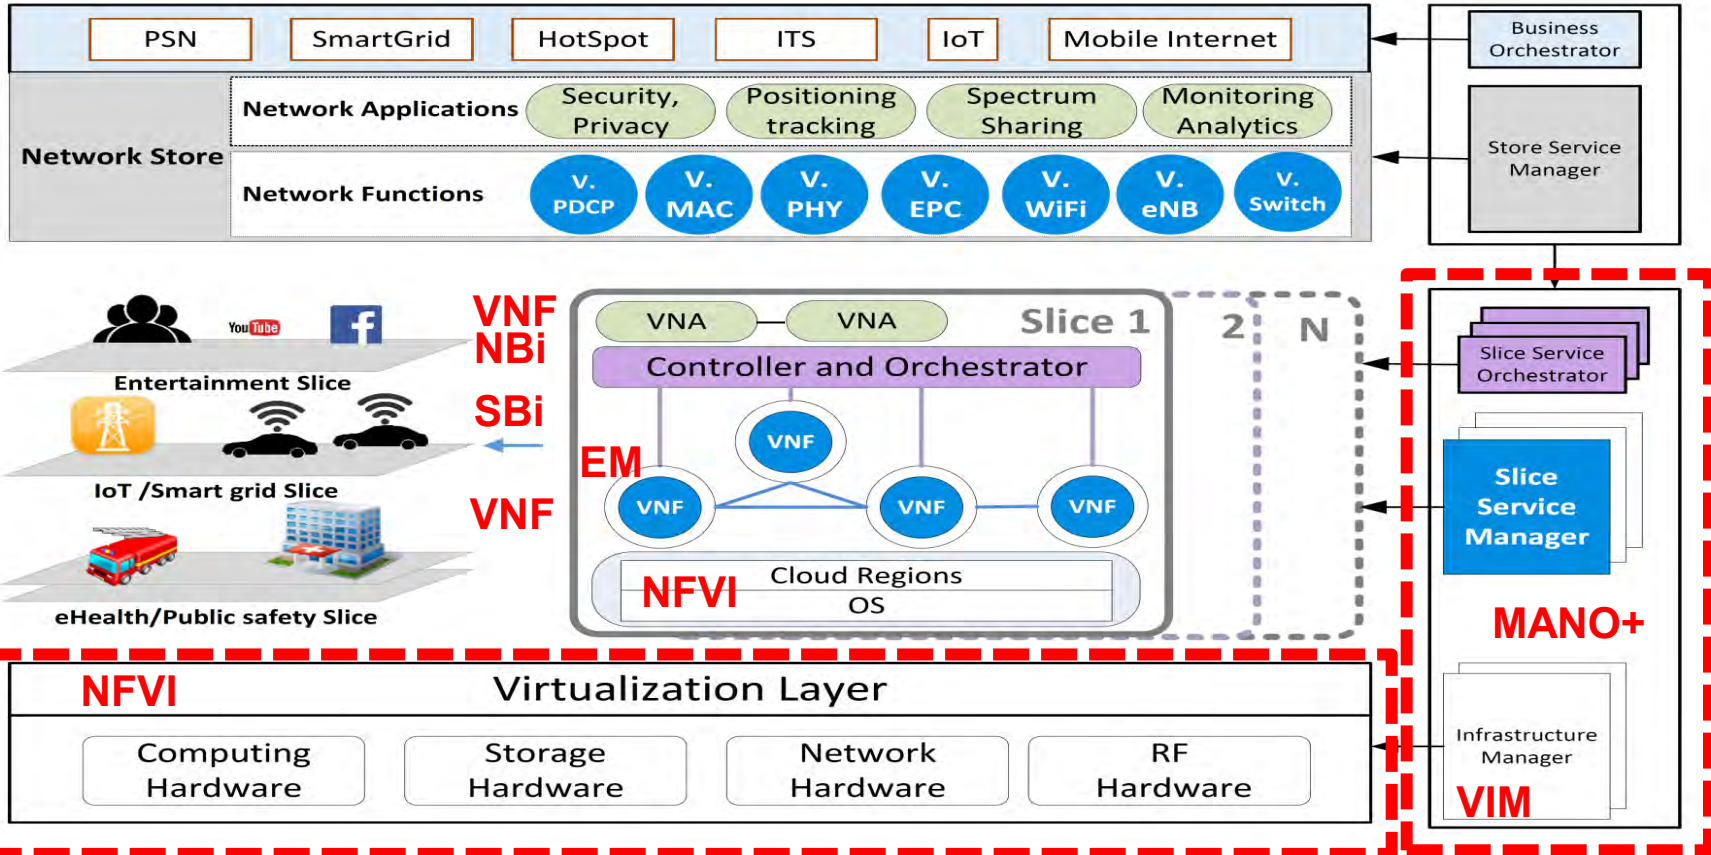 PSN
SmartGrid
HotSpot
ITS
IoT
Mobile Internet
Business
Orchestrator
Network Store
Network Applications
Security,
Privacy
Positioning
tracking
Spectrum
Sharing
Monitoring
Analytics
Network Functions
V.
PDCP
V.
MAC
V.
PHY
V.
EPC
V.
WiFi
V.
eNB
V.
Switch
Store Service
Manager
YouTube
f
Entertainment Slice
IoT /Smart grid Slice
eHealth/Public safety Slice
VNF
NBi
SBi
EM
VNF
VNA
VNA
Slice 1
2
N
Controller and Orchestrator
VNF
VNF
VNF
VNF
NFVI
Cloud Regions
OS
Slice Service
Orchestrator
Slice
Service
Manager
MANO+
Infrastructure
Manager
VIM
NFVI
Virtualization Layer
Computing
Hardware
Storage
Hardware
Network
Hardware
RF
Hardware